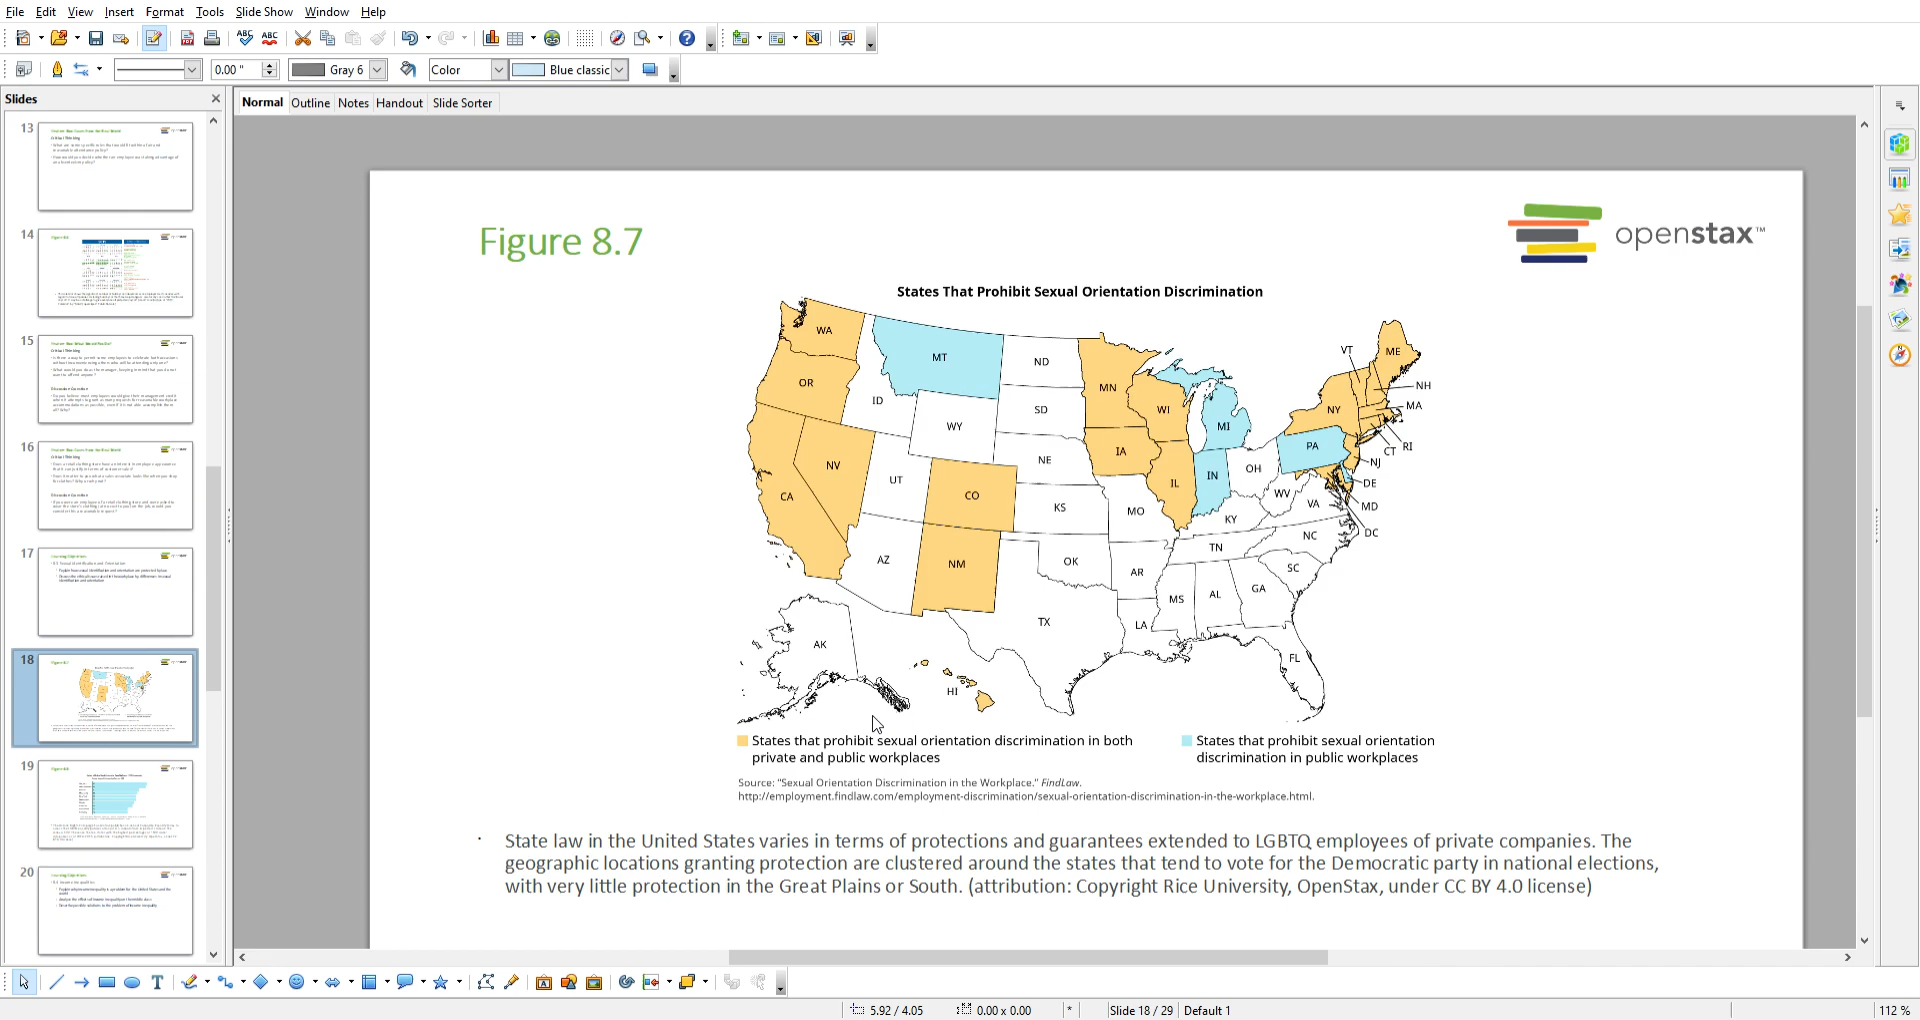 File Edit View Insert Format Tools Slide Show Window Help
0.00 " Gray 6 Color Blue classic
Slides
Normal Outline Notes Handout Slide Sorter
13
14
15
16
17
18
19
20
Figure 8.7
openstax™
States That Prohibit Sexual Orientation Discrimination
WA
MT
ND
MN
VT
ME
OR
ID
SD
WI
NY
NH
MA
WY
MI
PA
CT
RI
NV
NE
IA
OH
NJ
CA
UT
CO
KS
MO
IL
IN
WV
VA
DE
MD
KY
DC
AZ
NM
OK
TN
NC
AR
SC
MS
AL
GA
TX
LA
AK
FL
HI
States that prohibit sexual orientation discrimination in both
private and public workplaces
States that prohibit sexual orientation
discrimination in public workplaces
Source: "Sexual Orientation Discrimination in the Workplace." FindLaw.
http://employment.findlaw.com/employment-discrimination/sexual-orientation-discrimination-in-the-workplace.html.
· State law in the United States varies in terms of protections and guarantees extended to LGBTQ employees of private companies. The
geographic locations granting protection are clustered around the states that tend to vote for the Democratic party in national elections,
with very little protection in the Great Plains or South. (attribution: Copyright Rice University, OpenStax, under CC BY 4.0 license)
5.92 / 4.05 0.00 x 0.00 * Slide 18 / 29 Default 1 112 %